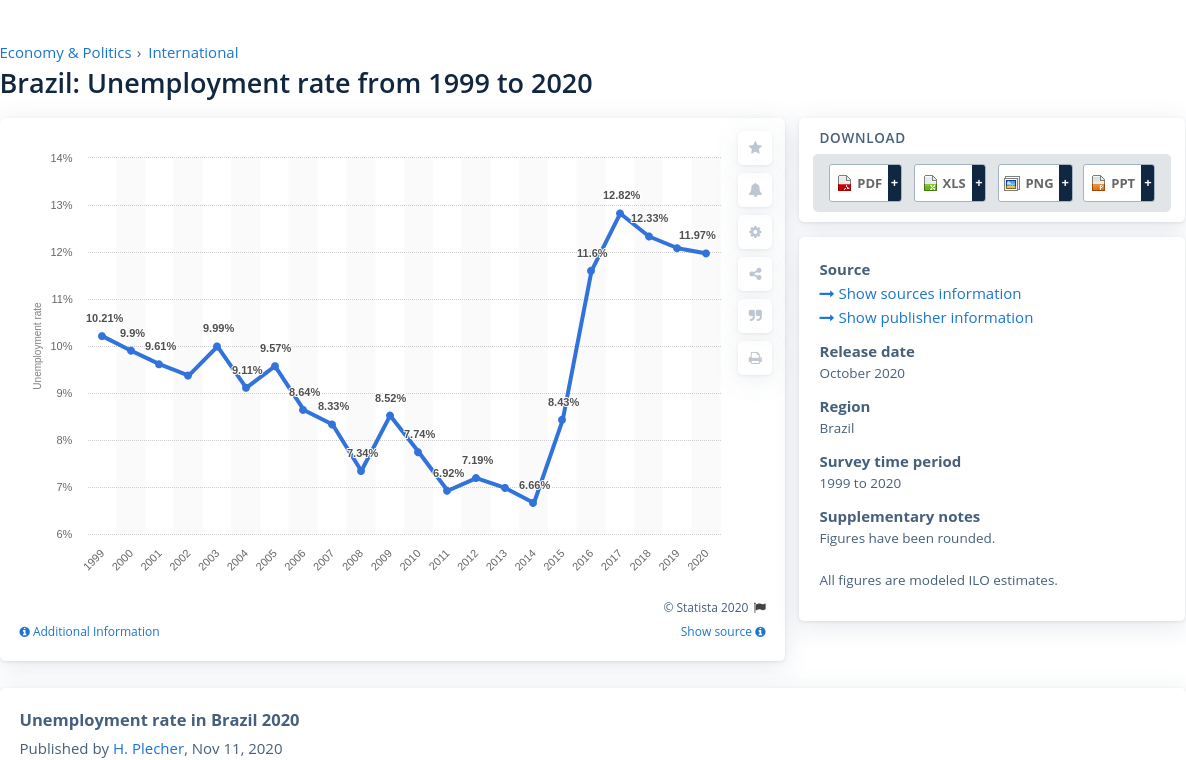 Economy & Politics › International
Brazil: Unemployment rate from 1999 to 2020
14%
13%
12%
11%
10%
9%
8%
7%
6%
Unemployment rate
10.21%
9.9%
9.61%
9.99%
9.11%
9.57%
8.64%
8.33%
7.34%
8.52%
7.74%
6.92%
7.19%
6.66%
8.43%
11.6%
12.82%
12.33%
11.97%
1999
2000
2001
2002
2003
2004
2005
2006
2007
2008
2009
2010
2011
2012
2013
2014
2015
2016
2017
2018
2019
2020
© Statista 2020
Additional Information
Show source
DOWNLOAD
PDF +
XLS +
PNG +
PPT +
Source
Show sources information
Show publisher information
Release date
October 2020
Region
Brazil
Survey time period
1999 to 2020
Supplementary notes
Figures have been rounded.
All figures are modeled ILO estimates.
Unemployment rate in Brazil 2020
Published by H. Plecher, Nov 11, 2020